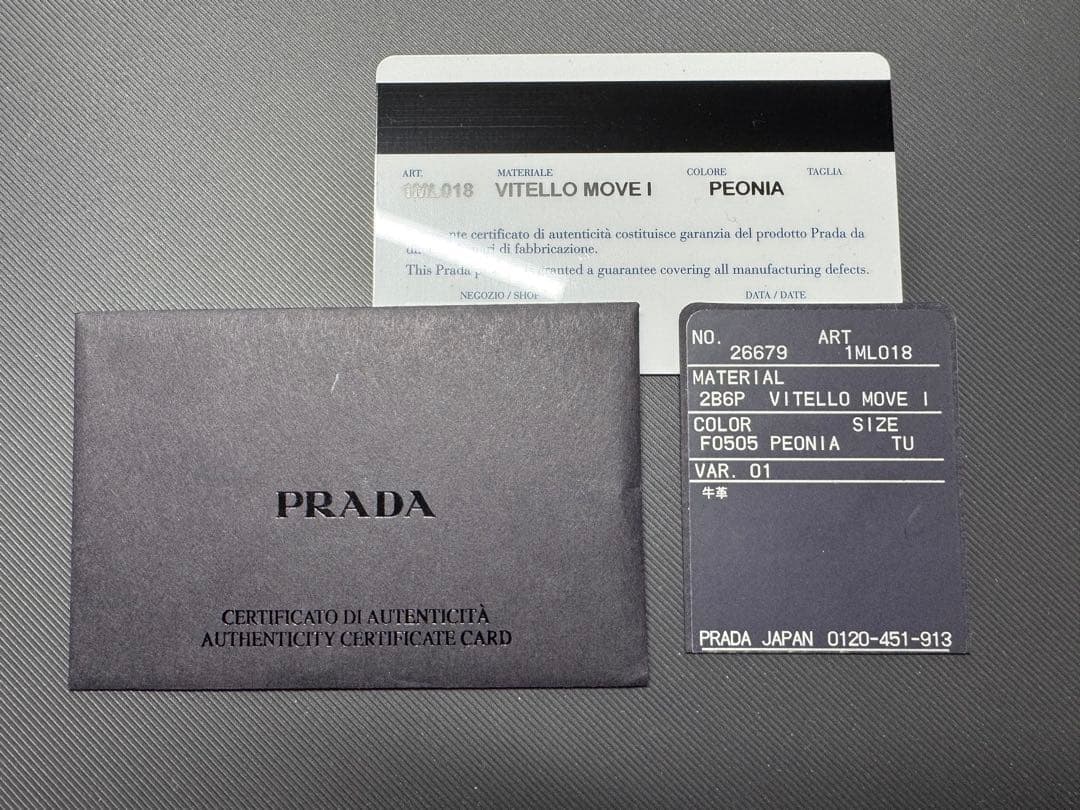 ART. MATERIALE COLORE TAGLIA
1ML018 VITELLO MOVE I PEONIA
nte certificato di autenticità costituisce garanzia del prodotto Prada da
di fabbricazione.
This Prada granted a guarantee covering all manufacturing defects.
NEGOZIO / SHOP DATA / DATE
PRADA
CERTIFICATO DI AUTENTICITÀ
AUTHENTICITY CERTIFICATE CARD
NO. ART
26679 1ML018
MATERIAL
2B6P VITELLO MOVE I
COLOR SIZE
F0505 PEONIA TU
VAR. 01
牛革
PRADA JAPAN 0120-451-913